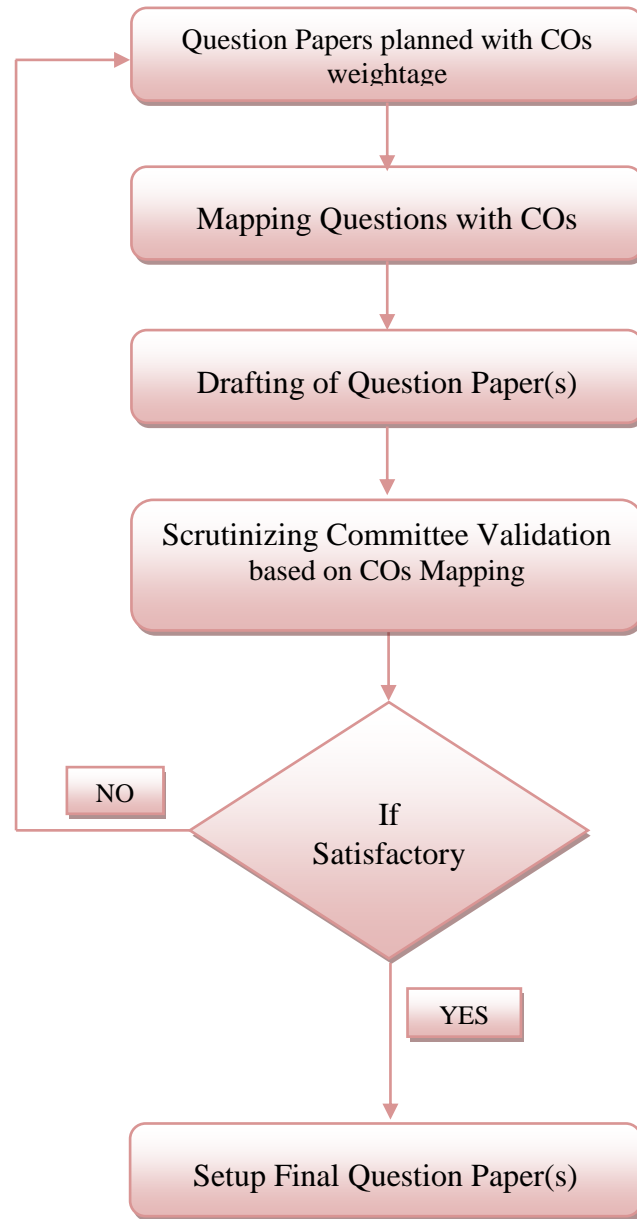 Question Papers planned with COs
weightage
Mapping Questions with COs
Drafting of Question Paper(s)
Scrutinizing Committee Validation
based on COs Mapping
NO
If
Satisfactory
YES
Setup Final Question Paper(s)